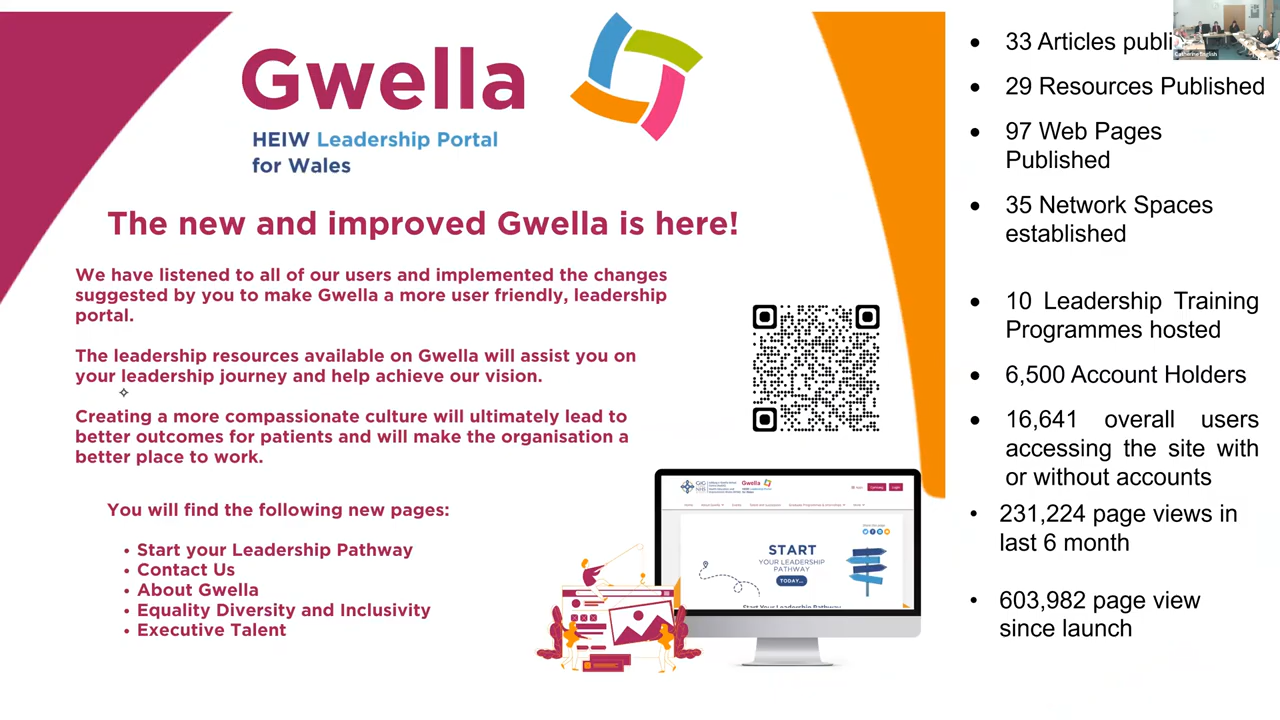 Gwella
HEIW Leadership Portal
for Wales
The new and improved Gwella is here!
We have listened to all of our users and implemented the changes
suggested by you to make Gwella a more user friendly, leadership
portal.
The leadership resources available on Gwella will assist you on
your leadership journey and help achieve our vision.
Creating a more compassionate culture will ultimately lead to
better outcomes for patients and will make the organisation a
better place to work.
You will find the following new pages:
• Start your Leadership Pathway
• Contact Us
• About Gwella
• Equality Diversity and Inclusivity
• Executive Talent
Gwella
START
YOUR LEADERSHIP
PATHWAY
TODAY...
Start Your Leadership Pathway
• 33 Articles publi
Catherine English
• 29 Resources Published
• 97 Web Pages
Published
• 35 Network Spaces
established
• 10 Leadership Training
Programmes hosted
• 6,500 Account Holders
• 16,641 overall users
accessing the site with
or without accounts
• 231,224 page views in
last 6 month
• 603,982 page view
since launch